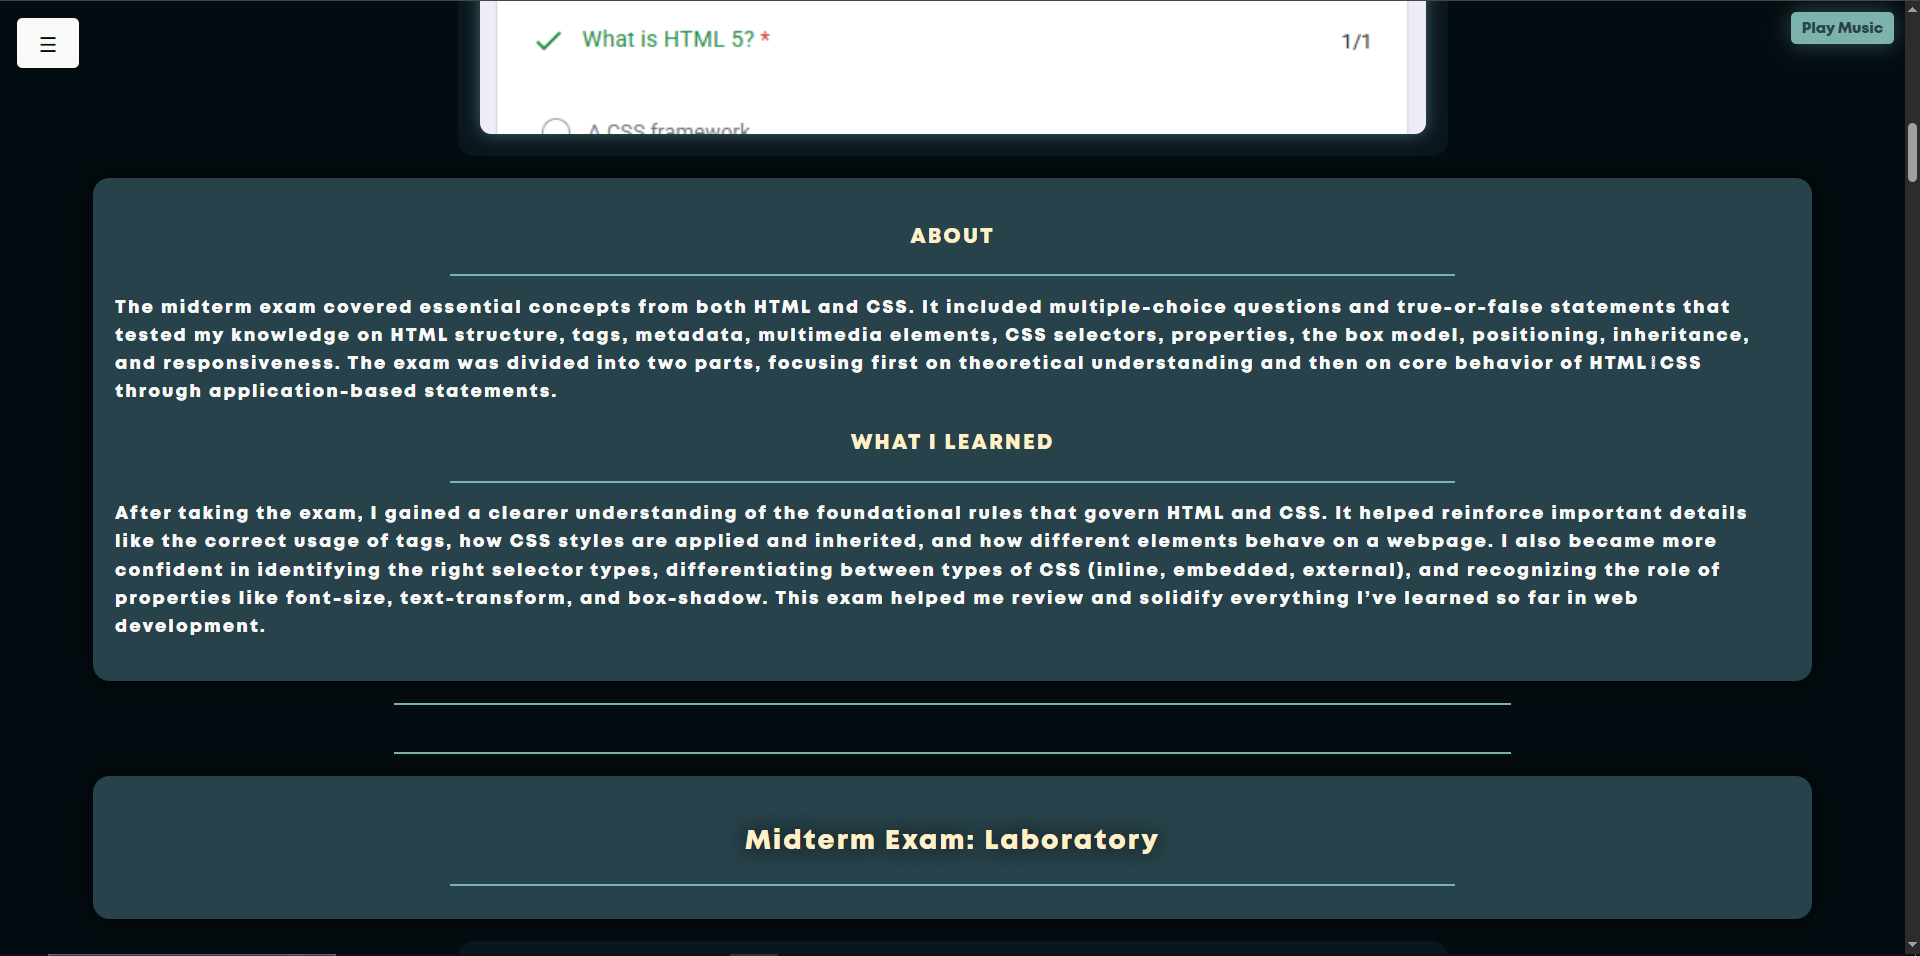 ☰
Play Music
What is HTML 5? *
1/1
A CSS framework
ABOUT
The midterm exam covered essential concepts from both HTML and CSS. It included multiple-choice questions and true-or-false statements that
tested my knowledge on HTML structure, tags, metadata, multimedia elements, CSS selectors, properties, the box model, positioning, inheritance,
and responsiveness. The exam was divided into two parts, focusing first on theoretical understanding and then on core behavior of HTML CSS
through application-based statements.
WHAT I LEARNED
After taking the exam, I gained a clearer understanding of the foundational rules that govern HTML and CSS. It helped reinforce important details
like the correct usage of tags, how CSS styles are applied and inherited, and how different elements behave on a webpage. I also became more
confident in identifying the right selector types, differentiating between types of CSS (inline, embedded, external), and recognizing the role of
properties like font-size, text-transform, and box-shadow. This exam helped me review and solidify everything I’ve learned so far in web
development.
Midterm Exam: Laboratory